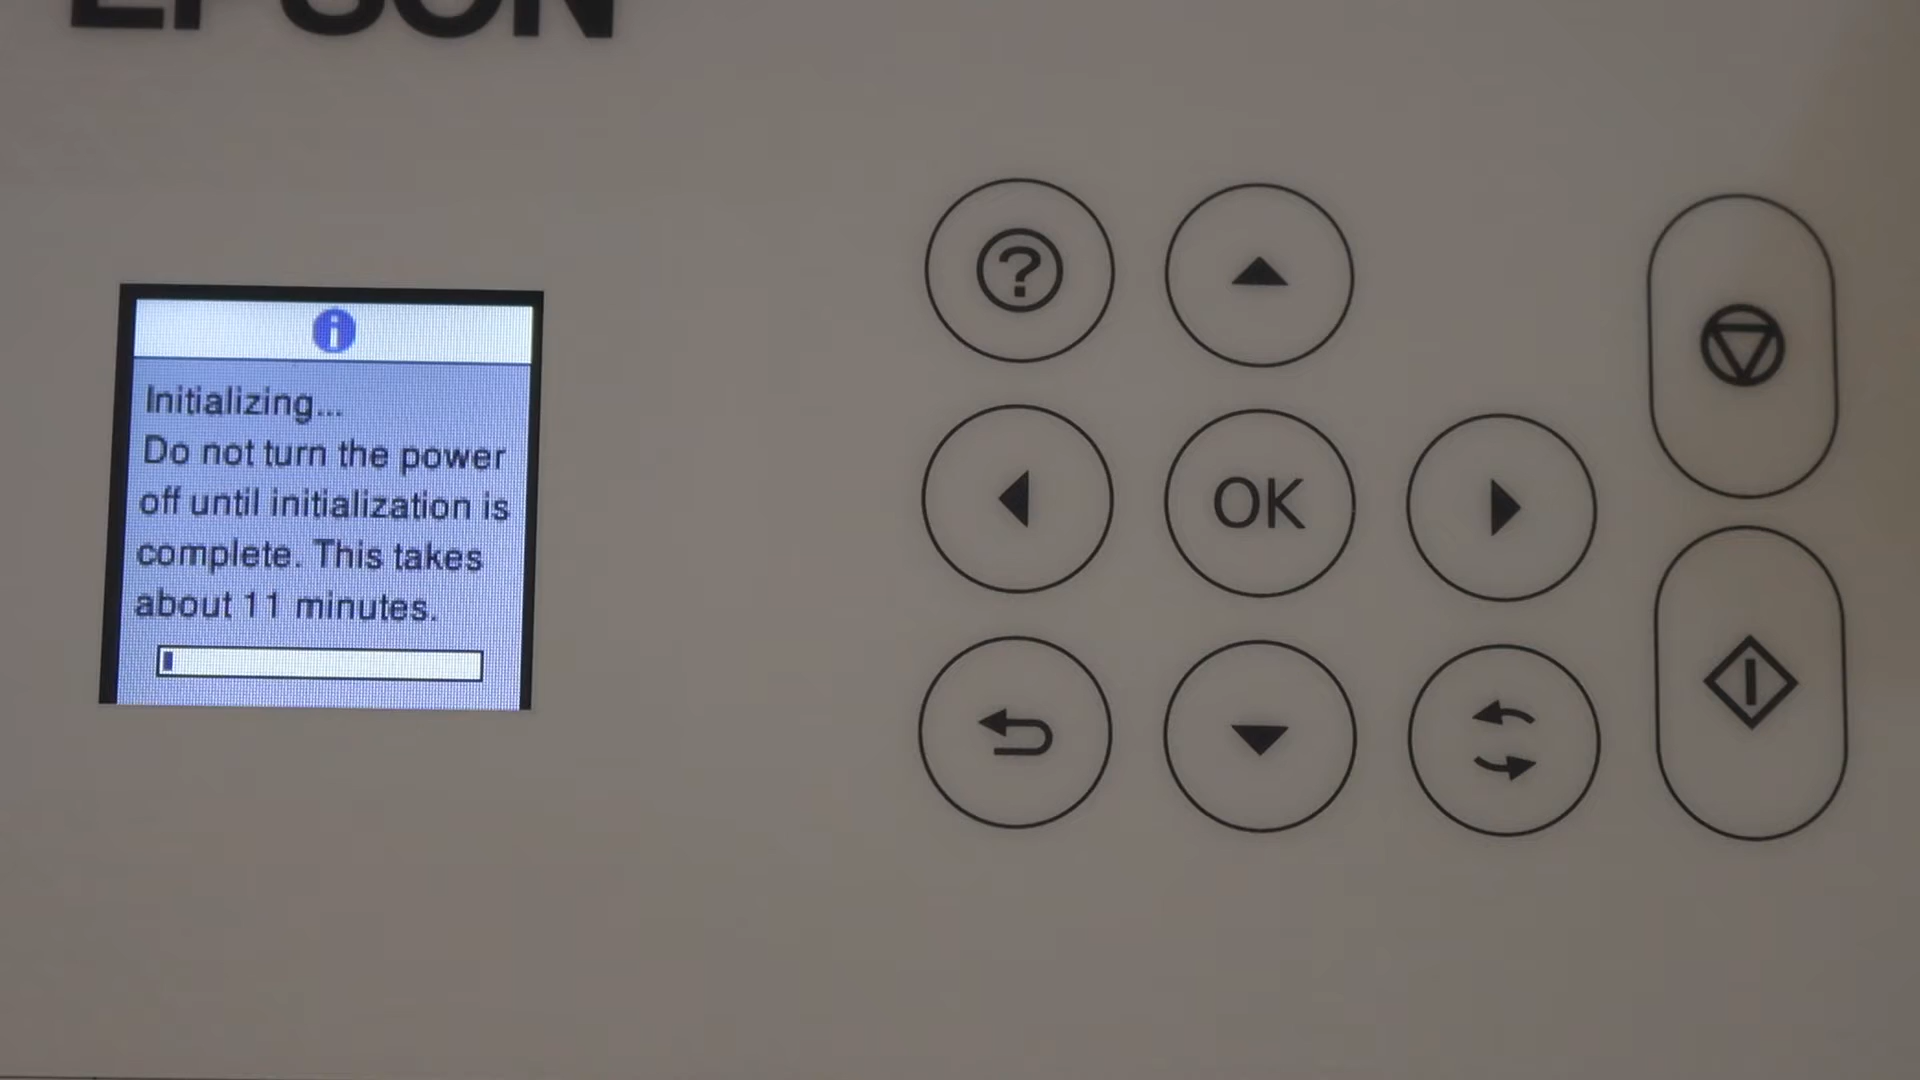 EPSON
Initializing...
Do not turn the power
off until initialization is
complete. This takes
about 11 minutes.
?
OK